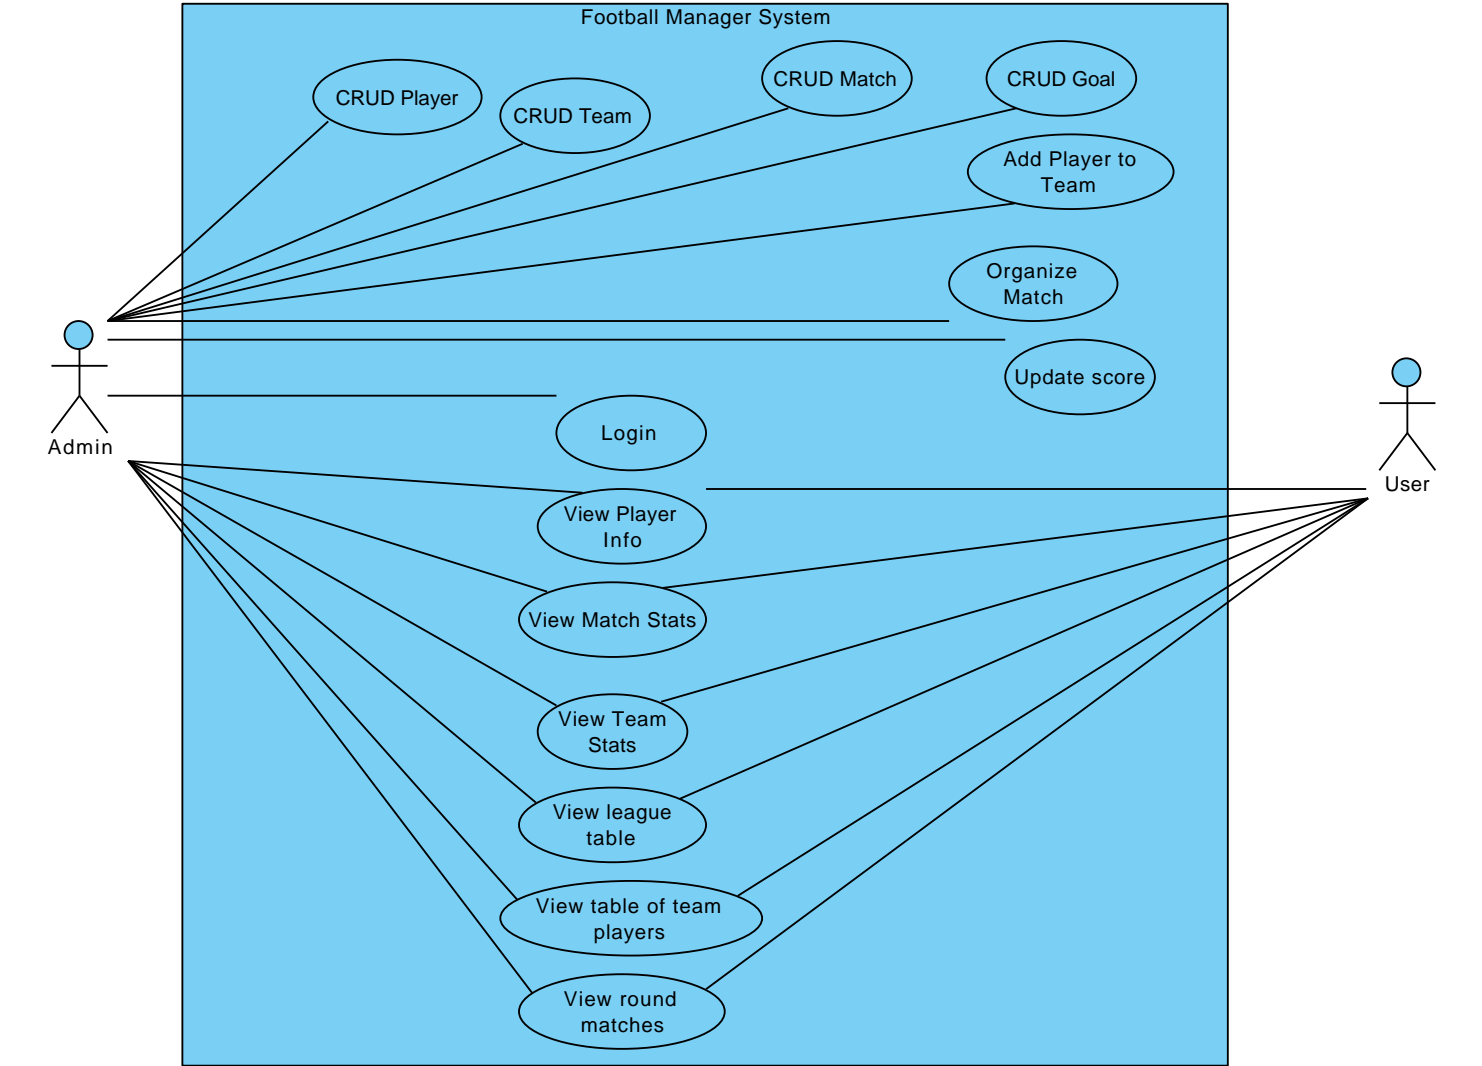 Football Manager System
CRUD Player
CRUD Team
CRUD Match
CRUD Goal
Add Player to
Team
Organize
Match
Update score
Admin
Login
User
View Player
Info
View Match Stats
View Team
Stats
View league
table
View table of team
players
View round
matches